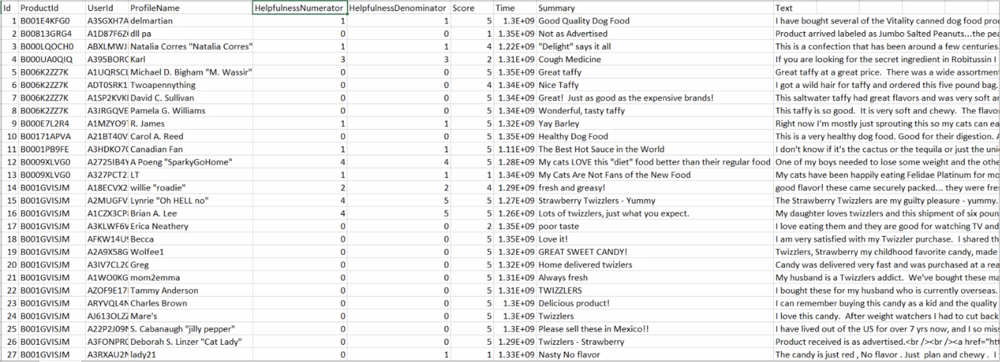 Id ProductId UserId ProfileName HelpfulnessNumerator HelpfulnessDenominator Score Time Summary Text
1 B001E4KFG0 A3SGXH7A delmartian 1 1 5 1.3E+09 Good Quality Dog Food I have bought several of the Vitality canned dog food
2 B00813GRG4 A1D87F6Z dll pa 0 0 1 1.35E+09 Not as Advertised Product arrived labeled as Jumbo Salted Peanuts...the
3 B000LQOCH0 ABXLMWJ Natalia Corres "Natalia Corres" 1 1 4 1.22E+09 "Delight" says it all This is a confection that has been around a few centuries.
4 B000UA0QIQ A395BORC Karl 3 3 2 1.31E+09 Cough Medicine If you are looking for the secret ingredient in Robitussin I
5 B006K2ZZ7K A1UQRSCL Michael D. Bigham "M. Wassir" 0 0 5 1.35E+09 Great taffy Great taffy at a great price. There was a wide assortment
6 B006K2ZZ7K ADT0SRK1 Twoapennything 0 0 4 1.34E+09 Nice Taffy I got a wild hair for taffy and ordered this five pound bag.
7 B006K2ZZ7K A1SP2KVK David C. Sullivan 0 0 5 1.34E+09 Great! Just as good as the expensive brands! This saltwater taffy had great flavors and was very soft
8 B006K2ZZ7K A3JRGQVE Pamela G. Williams 0 0 5 1.34E+09 Wonderful, tasty taffy This taffy is so good. It is very soft and chewy. The flavo
9 B000E7L2R4 A1MZYO9 R. James 1 1 5 1.32E+09 Yay Barley Right now I'm mostly just sprouting this so my cats can ea
10 B00171APVA A21BT40V Carol A. Reed 0 0 5 1.35E+09 Healthy Dog Food This is a very healthy dog food. Good for their digestion.
11 B0001PB9FE A3HDKO7 Canadian Fan 1 1 5 1.11E+09 The Best Hot Sauce in the World I don't know if it's the cactus or the tequila or just the uni
12 B0009XLVG0 A2725IB4Y A Poeng "SparkyGoHome" 4 4 5 1.28E+09 My cats LOVE this "diet" food better than their regular food One of my boys needed to lose some weight and the othe
13 B0009XLVG0 A327PCT2 LT 1 1 1 1.34E+09 My Cats Are Not Fans of the New Food My cats have been happily eating Felidae Platinum for mo
14 B001GVISJM A18ECVX2 willie "roadie" 2 2 4 1.29E+09 fresh and greasy! good flavor! these came securely packed... they were fre
15 B001GVISJM A2MUGFV Lynrie "Oh HELL no" 4 5 5 1.27E+09 Strawberry Twizzlers - Yummy The Strawberry Twizzlers are my guilty pleasure - yummy.
16 B001GVISJM A1CZX3CP Brian A. Lee 4 5 5 1.26E+09 Lots of twizzlers, just what you expect. My daughter loves twizzlers and this shipment of six poun
17 B001GVISJM A3KLWF6 Erica Neathery 0 0 2 1.35E+09 poor taste I love eating them and they are good for watching TV and
18 B001GVISJM AFKW14U Becca 0 0 5 1.35E+09 Love it! I am very satisfied with my Twizzler purchase. I shared th
19 B001GVISJM A2A9X58G Wolfee1 0 0 5 1.32E+09 GREAT SWEET CANDY! Twizzlers, Strawberry my childhood favorite candy, made
20 B001GVISJM A3IV7CL2 Greg 0 0 5 1.32E+09 Home delivered twizlers Candy was delivered very fast and was purchased at a rea
21 B001GVISJM A1WO0KG mom2emma 0 0 5 1.31E+09 Always fresh My husband is a Twizzlers addict. We've bought these ma
22 B001GVISJM AZOF9E17 Tammy Anderson 0 0 5 1.31E+09 TWIZZLERS I bought these for my husband who is currently overseas.
23 B001GVISJM ARYVQL4N Charles Brown 0 0 5 1.3E+09 Delicious product! I can remember buying this candy as a kid and the quality
24 B001GVISJM AJ613OLZZ Mare's 0 0 5 1.3E+09 Twizzlers I love this candy. After weight watchers I had to cut back
25 B001GVISJM A22P2J09N S. Cabanaugh "jilly pepper" 0 0 5 1.3E+09 Please sell these in Mexico!! I have lived out of the US for over 7 yrs now, and I so mis
26 B001GVISJM A3FONPR Deborah S. Linzer "Cat Lady" 0 0 5 1.29E+09 Twizzlers - Strawberry Product received is as advertised.<br /><br /><a href="htt
27 B001GVISJM A3RXAU2N lady21 0 1 1 1.33E+09 Nasty No flavor The candy is just red , No flavor . Just plan and chewy . I